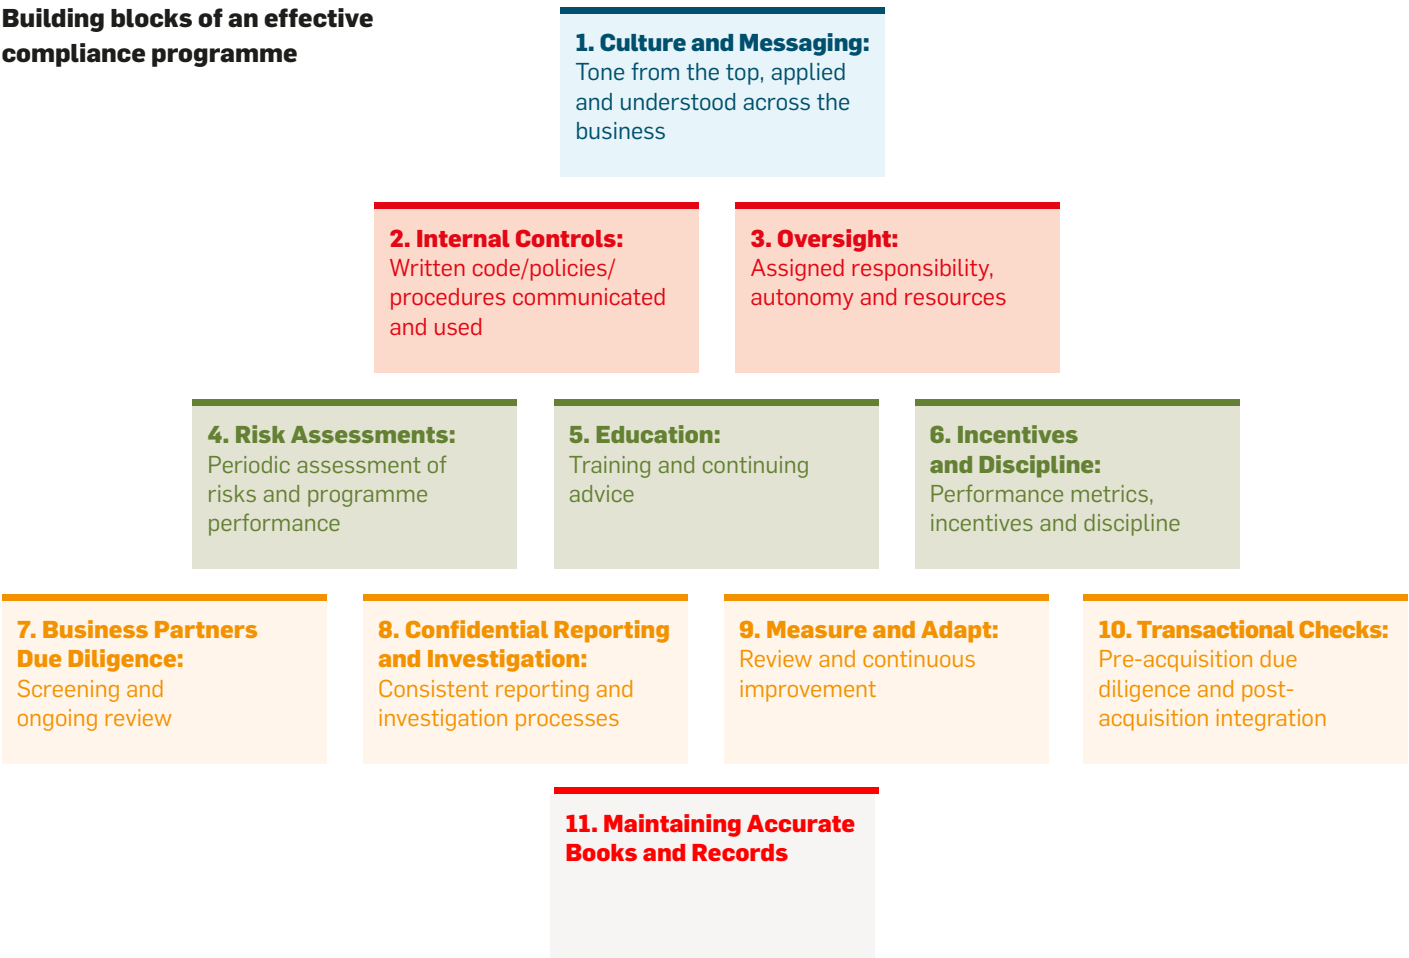 Building blocks of an effective
compliance programme
1. Culture and Messaging:
Tone from the top, applied
and understood across the
business
2. Internal Controls:
Written code/policies/
procedures communicated
and used
3. Oversight:
Assigned responsibility,
autonomy and resources
4. Risk Assessments:
Periodic assessment of
risks and programme
performance
5. Education:
Training and continuing
advice
6. Incentives
and Discipline:
Performance metrics,
incentives and discipline
7. Business Partners
Due Diligence:
Screening and
ongoing review
8. Confidential Reporting
and Investigation:
Consistent reporting and
investigation processes
9. Measure and Adapt:
Review and continuous
improvement
10. Transactional Checks:
Pre-acquisition due
diligence and post-
acquisition integration
11. Maintaining Accurate
Books and Records